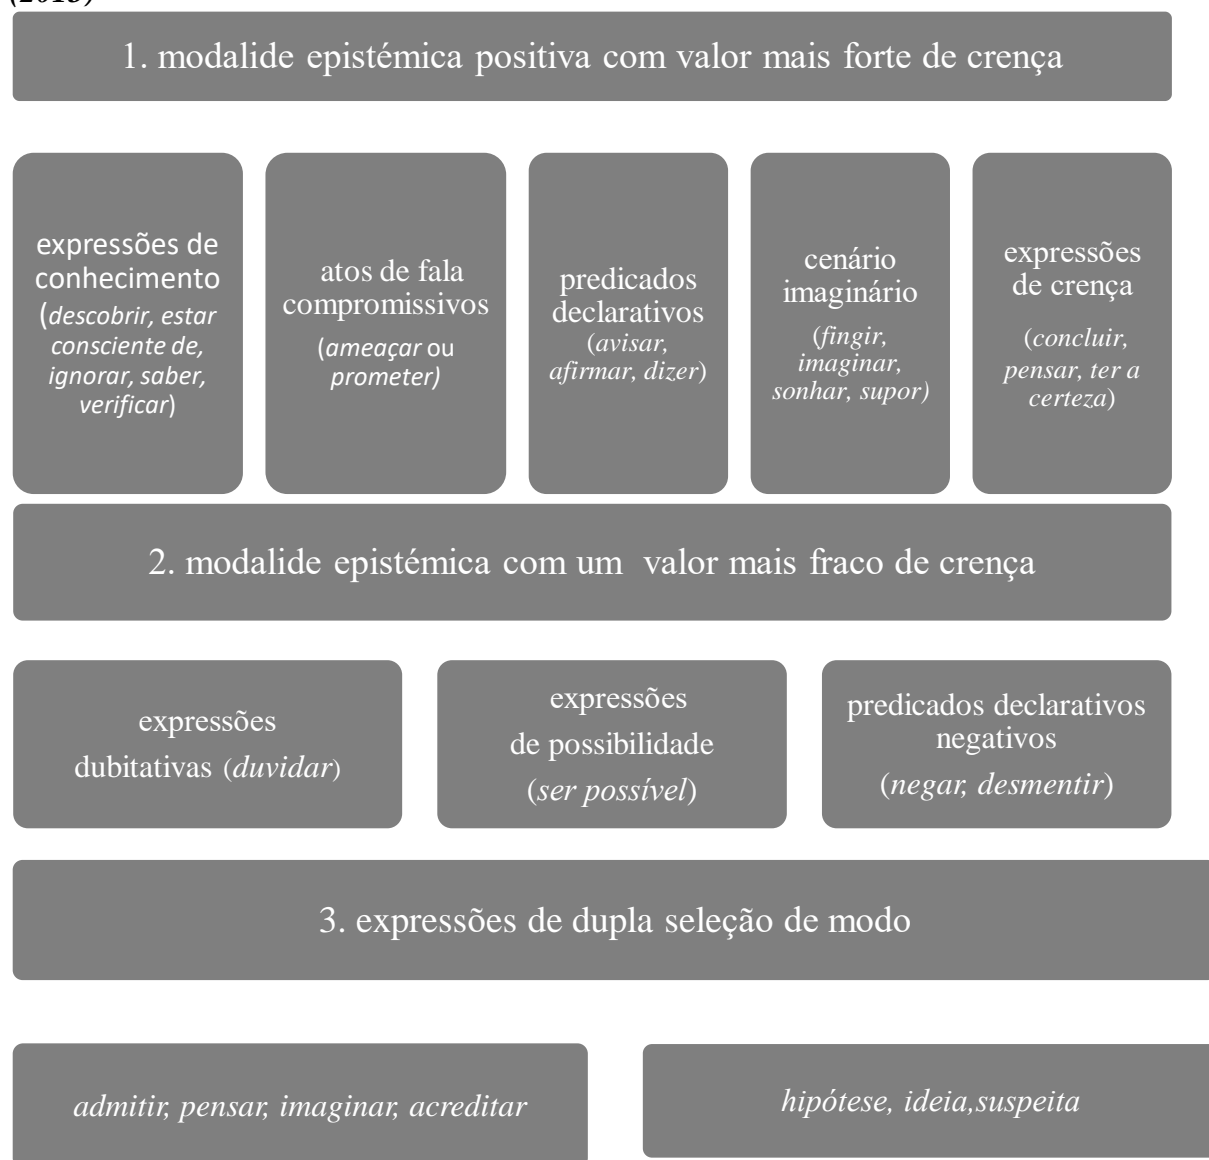 (2013)
1. modalide epistémica positiva com valor mais forte de crença
expressões de
conhecimento
(descobrir, estar
consciente de,
ignorar, saber,
verificar)
atos de fala
compromissivos
(ameaçar ou
prometer)
predicados
declarativos
(avisar,
afirmar, dizer)
cenário
imaginário
(fingir,
imaginar,
sonhar, supor)
expressões
de crença
(concluir,
pensar, ter a
certeza)
2. modalide epistémica com um valor mais fraco de crença
expressões
dubitativas (duvidar)
expressões
de possibilidade
(ser possível)
predicados declarativos
negativos
(negar, desmentir)
3. expressões de dupla seleção de modo
admitir, pensar, imaginar, acreditar
hipótese, ideia,suspeita